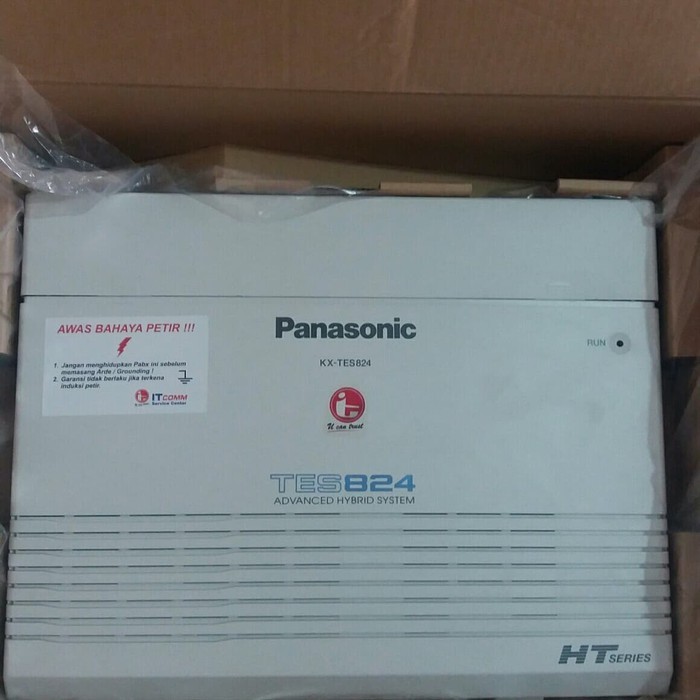 AWAS BAHAYA PETIR !!!
1. Jangan menghidupkan Pabx ini sebelum
memasang Arde / Grounding !
2. Garansi tidak berlaku jika terkena
induksi petir.
ITCOMM
Service Center
Panasonic
KX-TES824
RUN
U can trust
TES824
ADVANCED HYBRID SYSTEM
HT SERIES